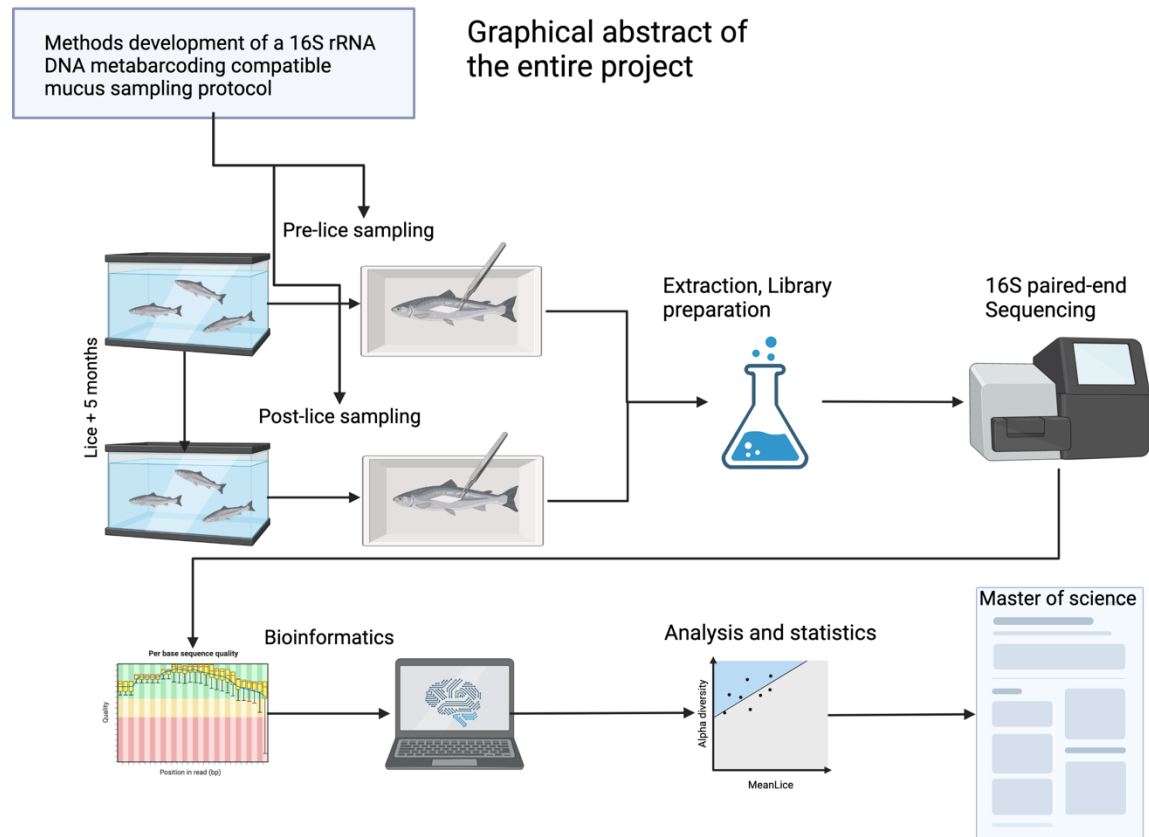 Methods development of a 16S rRNA
DNA metabarcoding compatible
mucus sampling protocol
Graphical abstract of
the entire project
Pre-lice sampling
Lice + 5 months
Post-lice sampling
Extraction, Library
preparation
16S paired-end
Sequencing
Per base sequence quality
Quality
Position in read (bp)
Bioinformatics
Analysis and statistics
Alpha diversity
MeanLice
Master of science